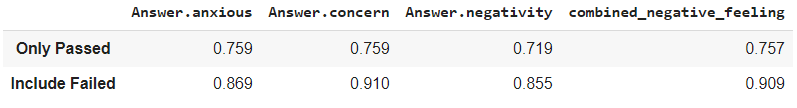 Answer.anxious Answer.concern Answer.negativity combined_negative_feeling
Only Passed 0.759 0.759 0.719 0.757
Include Failed 0.869 0.910 0.855 0.909